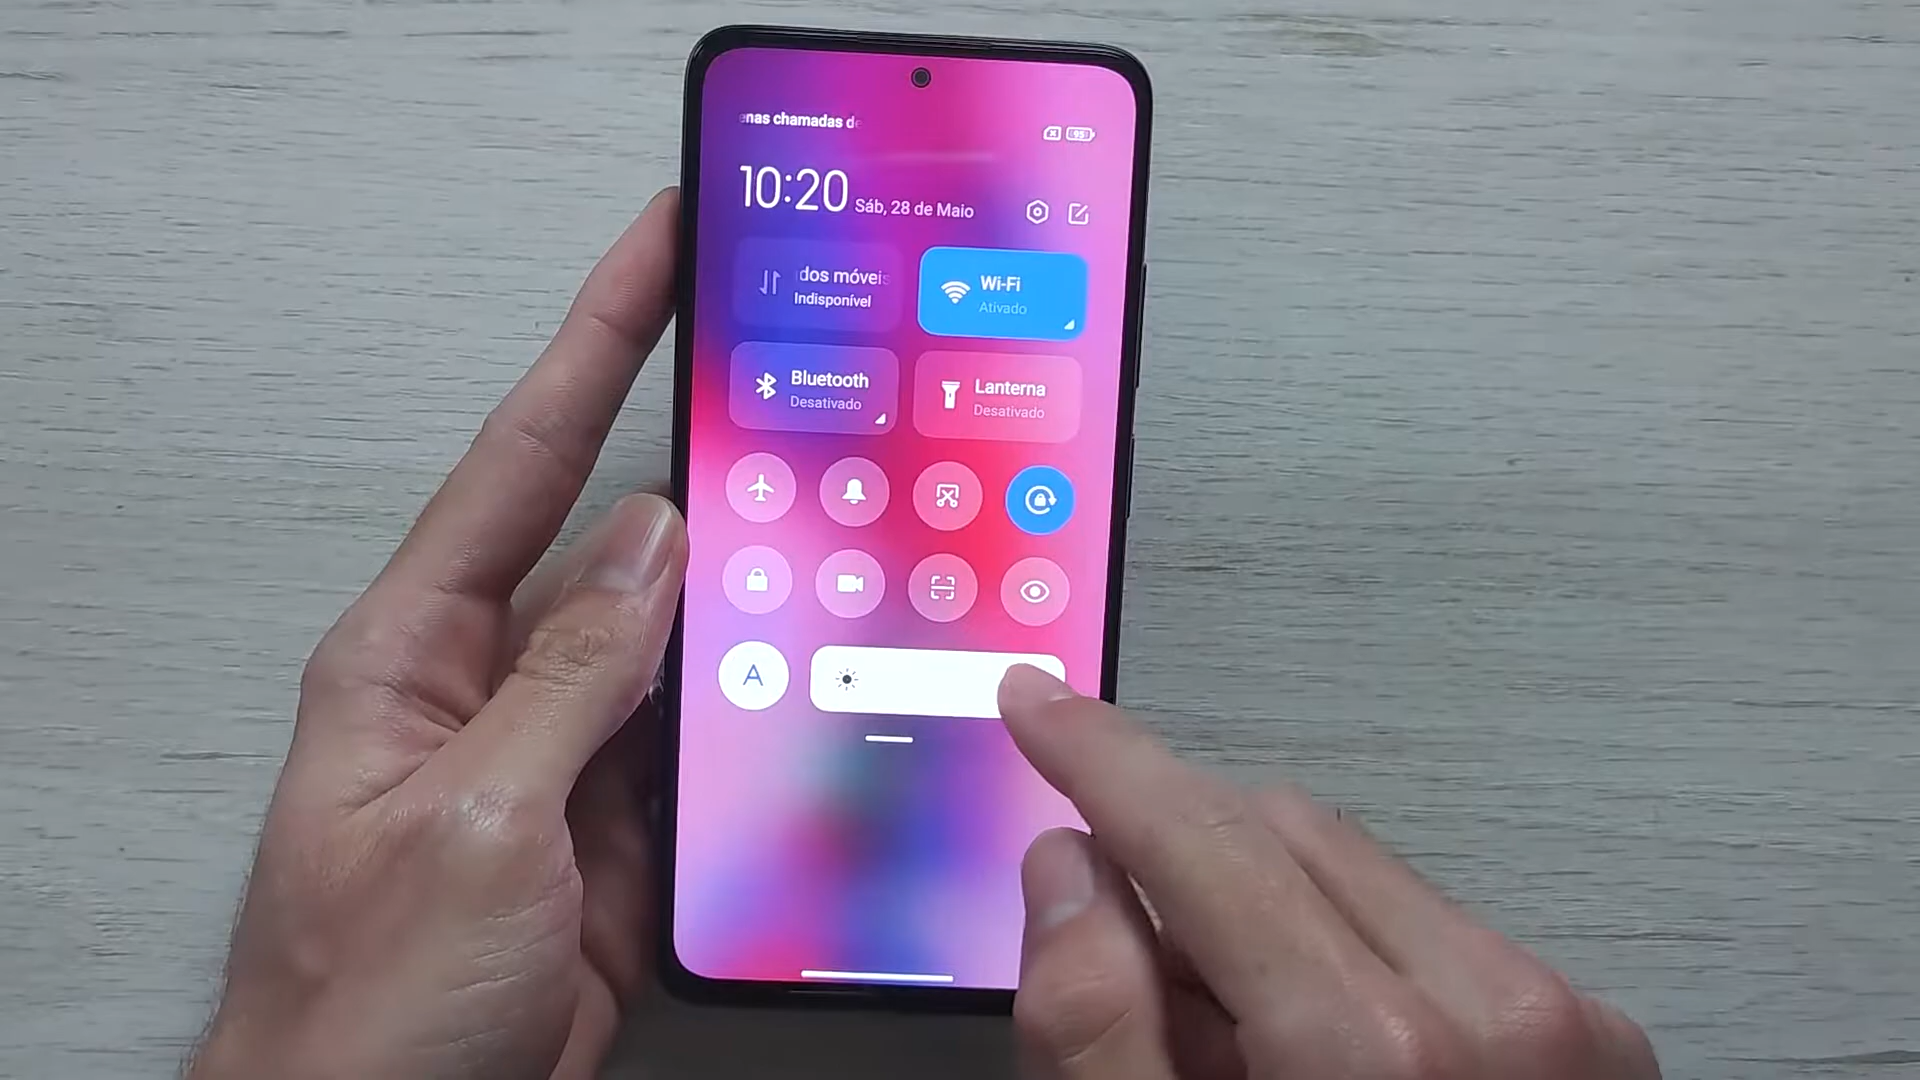 enas chamadas de
95
10:20 Sáb, 28 de Maio
dos móveis
Indisponível
Wi-Fi
Ativado
Bluetooth
Desativado
Lanterna
Desativado
A